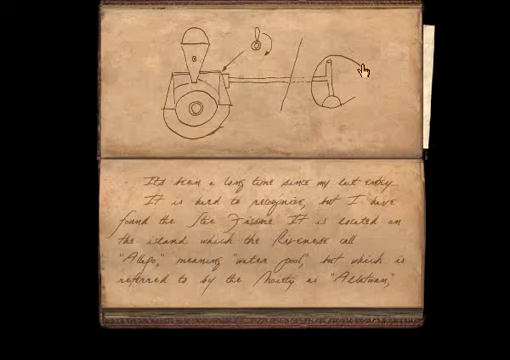 It's been a long time since my last entry.
It is hard to recognize, but I have
found the Star Fissure. It is located on
the island which the Rivenese call
"Allapo," meaning "water pool," but which is
referred to by the Moiety as "Allatwan,"